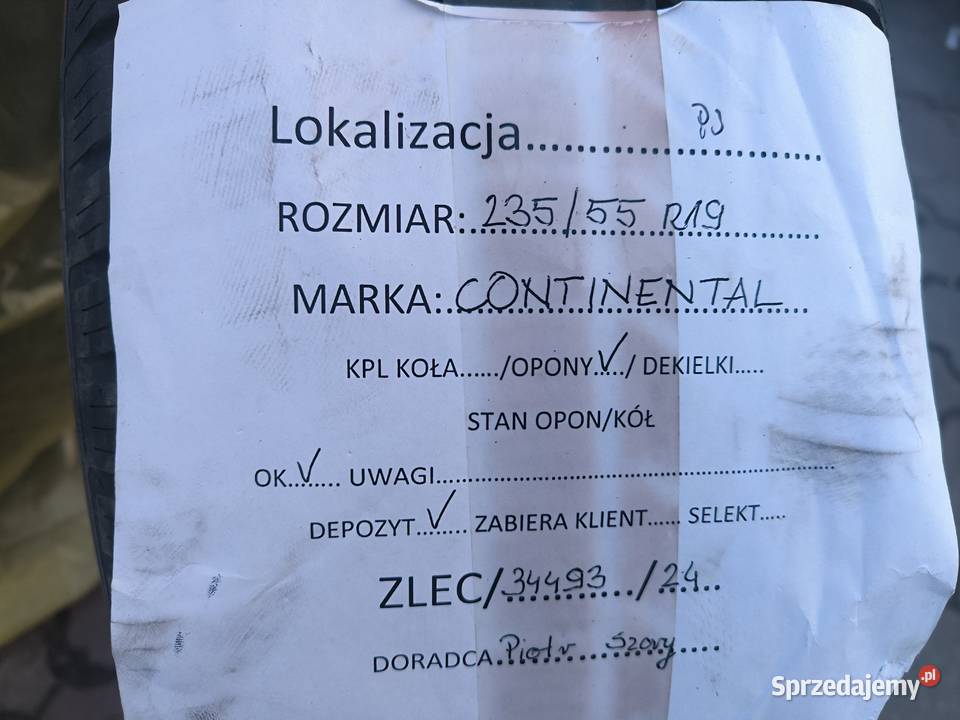 Lokalizacja........................
ROZMIAR: 235/55 R19
MARKA: CONTINENTAL
KPL KOŁA....../OPONY..√../ DEKIELKI.....
STAN OPON/KÓŁ
OK..√.... UWAGI............................................................
DEPOZYT..√.... ZABIERA KLIENT...... SELEKT.....
ZLEC/34493/24
DORADCA Piotr
Sprzedajemy.pl